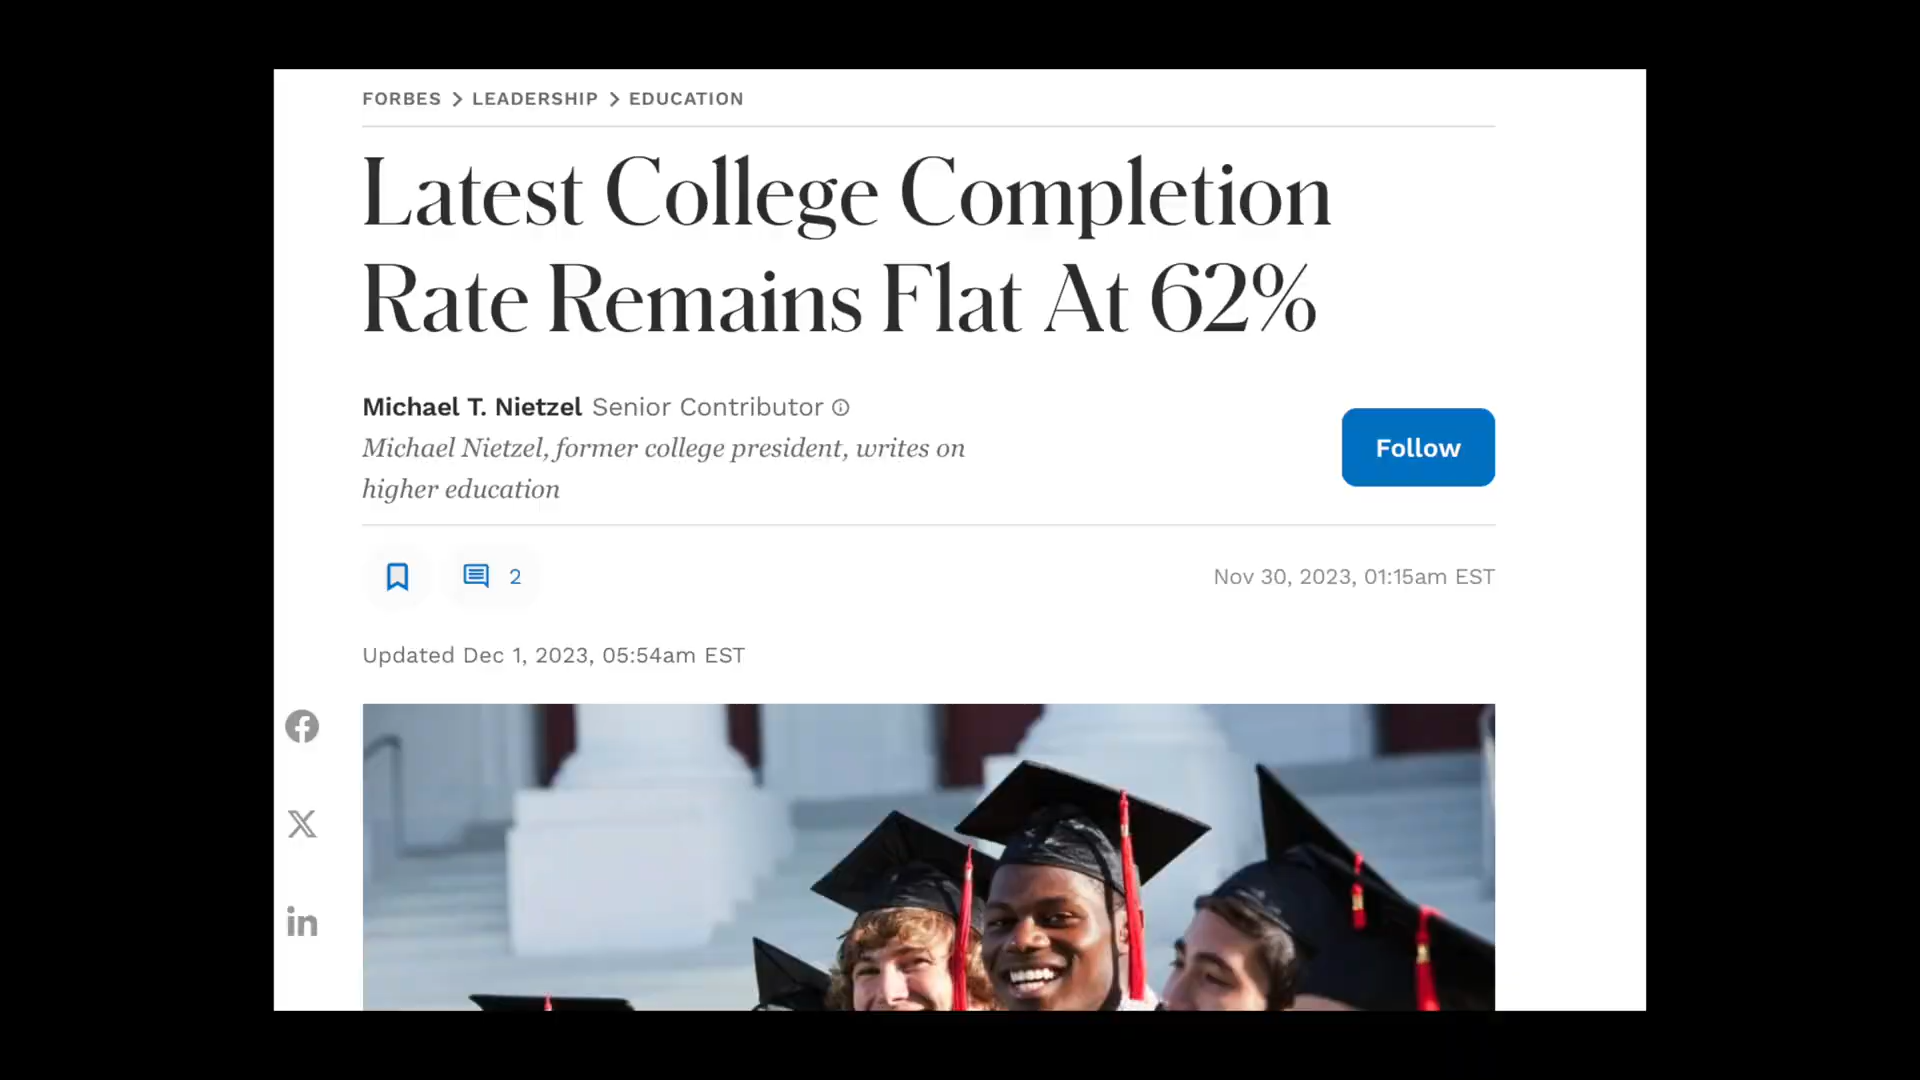 FORBES > LEADERSHIP > EDUCATION
Latest College Completion
Rate Remains Flat At 62%
Michael T. Nietzel Senior Contributor
Michael Nietzel, former college president, writes on
higher education
Follow
2
Nov 30, 2023, 01:15am EST
Updated Dec 1, 2023, 05:54am EST
in